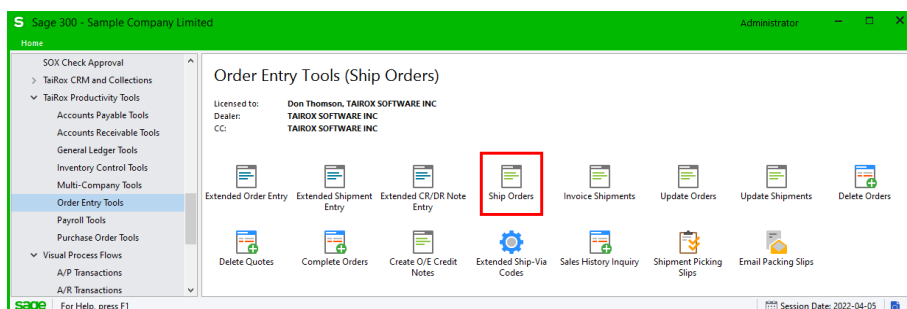 S Sage 300 - Sample Company Limited
Administrator
Home
SOX Check Approval
TaiRox CRM and Collections
TaiRox Productivity Tools
Accounts Payable Tools
Accounts Receivable Tools
General Ledger Tools
Inventory Control Tools
Multi-Company Tools
Order Entry Tools
Payroll Tools
Purchase Order Tools
Visual Process Flows
A/P Transactions
A/R Transactions
Order Entry Tools (Ship Orders)
Licensed to: Don Thomson, TAIROX SOFTWARE INC
Dealer: TAIROX SOFTWARE INC
CC: TAIROX SOFTWARE INC
Extended Order Entry
Extended Shipment
Entry
Extended CR/DR Note
Entry
Ship Orders
Invoice Shipments
Update Orders
Update Shipments
Delete Orders
Delete Quotes
Complete Orders
Create O/E Credit
Notes
Extended Ship-Via
Codes
Sales History Inquiry
Shipment Picking
Slips
Email Packing Slips
sage For Help, press F1
Session Date: 2022-04-05